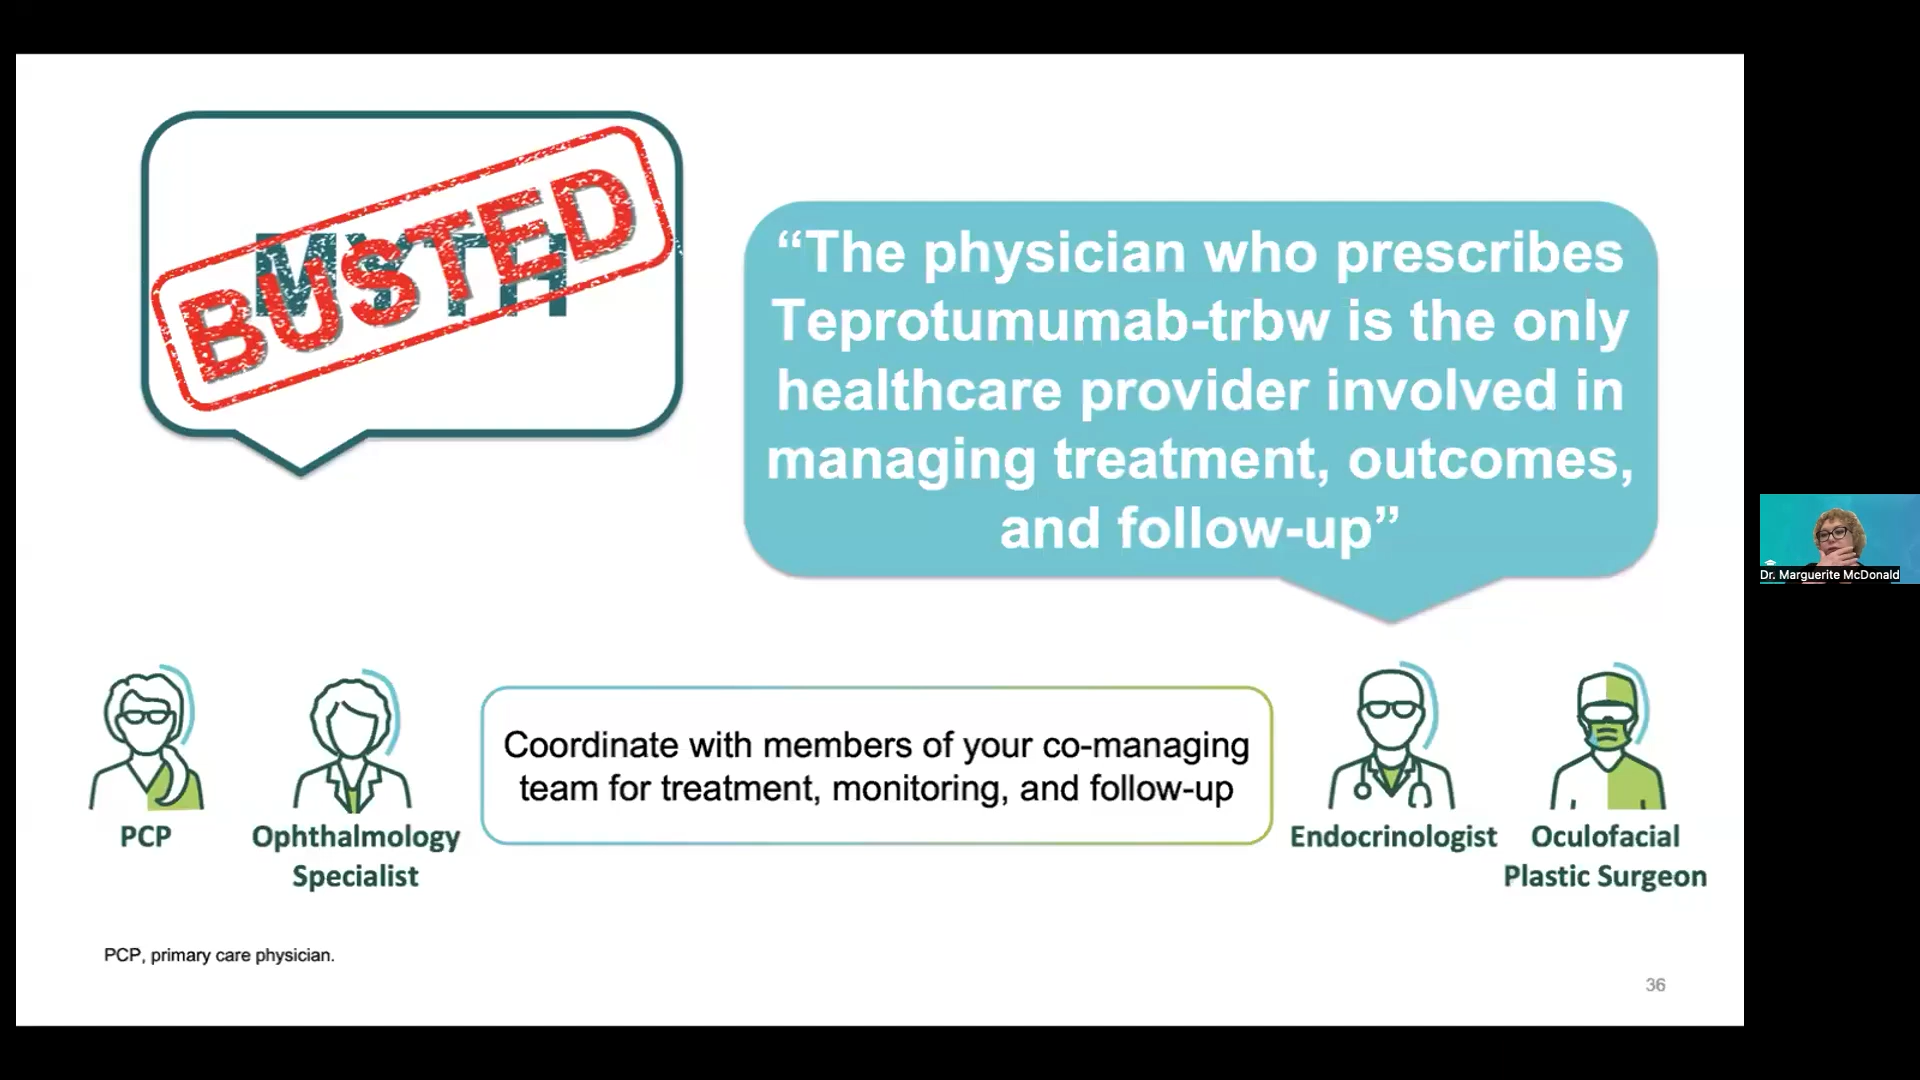 MYTH
BUSTED
“The physician who prescribes
Teprotumumab-trbw is the only
healthcare provider involved in
managing treatment, outcomes,
and follow-up”
Coordinate with members of your co-managing
team for treatment, monitoring, and follow-up
PCP
Ophthalmology
Specialist
Endocrinologist
Oculofacial
Plastic Surgeon
PCP, primary care physician.
36
Dr. Marguerite McDonald